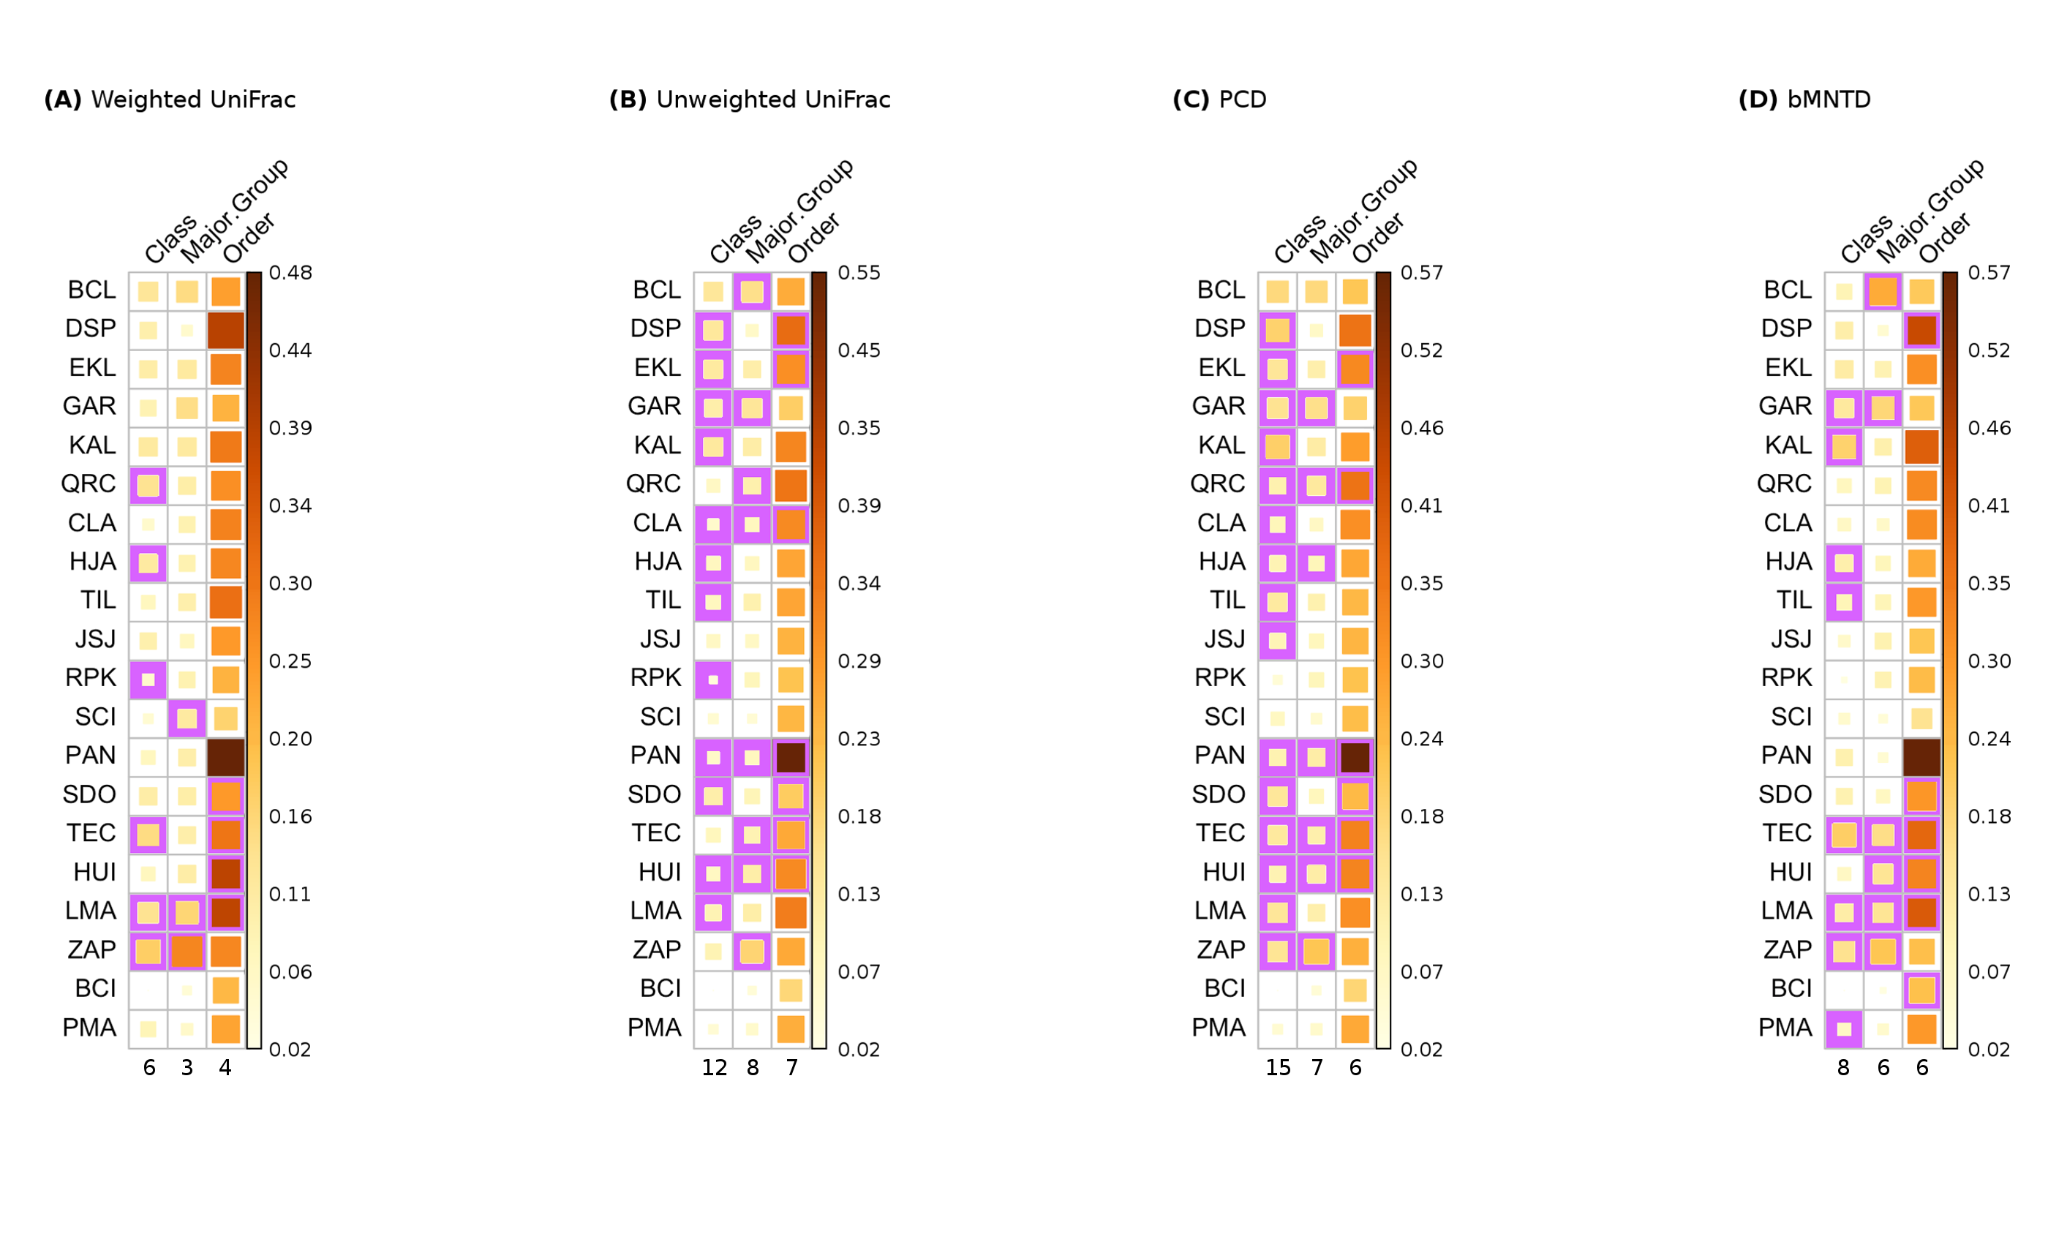 (A) Weighted UniFrac
Class
Major.Group
Order
BCL
DSP
EKL
GAR
KAL
QRC
CLA
HJA
TIL
JSJ
RPK
SCI
PAN
SDO
TEC
HUI
LMA
ZAP
BCI
PMA
0.48
0.44
0.39
0.34
0.30
0.25
0.20
0.16
0.11
0.06
0.02
6 3 4
(B) Unweighted UniFrac
Class
Major.Group
Order
BCL
DSP
EKL
GAR
KAL
QRC
CLA
HJA
TIL
JSJ
RPK
SCI
PAN
SDO
TEC
HUI
LMA
ZAP
BCI
PMA
0.55
0.45
0.35
0.39
0.34
0.29
0.23
0.18
0.13
0.07
0.02
12 8 7
(C) PCD
Class
Major.Group
Order
BCL
DSP
EKL
GAR
KAL
QRC
CLA
HJA
TIL
JSJ
RPK
SCI
PAN
SDO
TEC
HUI
LMA
ZAP
BCI
PMA
0.57
0.52
0.46
0.41
0.35
0.30
0.24
0.18
0.13
0.07
0.02
15 7 6
(D) bMNTD
Class
Major.Group
Order
BCL
DSP
EKL
GAR
KAL
QRC
CLA
HJA
TIL
JSJ
RPK
SCI
PAN
SDO
TEC
HUI
LMA
ZAP
BCI
PMA
0.57
0.52
0.46
0.41
0.35
0.30
0.24
0.18
0.13
0.07
0.02
8 6 6